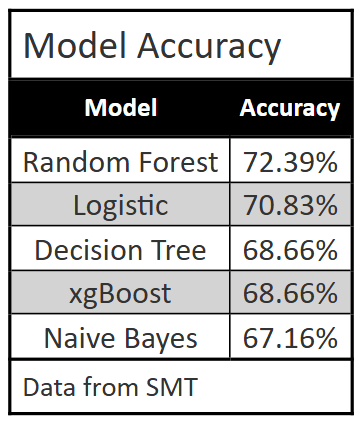 Model Accuracy
Model Accuracy
Random Forest 72.39%
Logistic 70.83%
Decision Tree 68.66%
xgBoost 68.66%
Naive Bayes 67.16%
Data from SMT